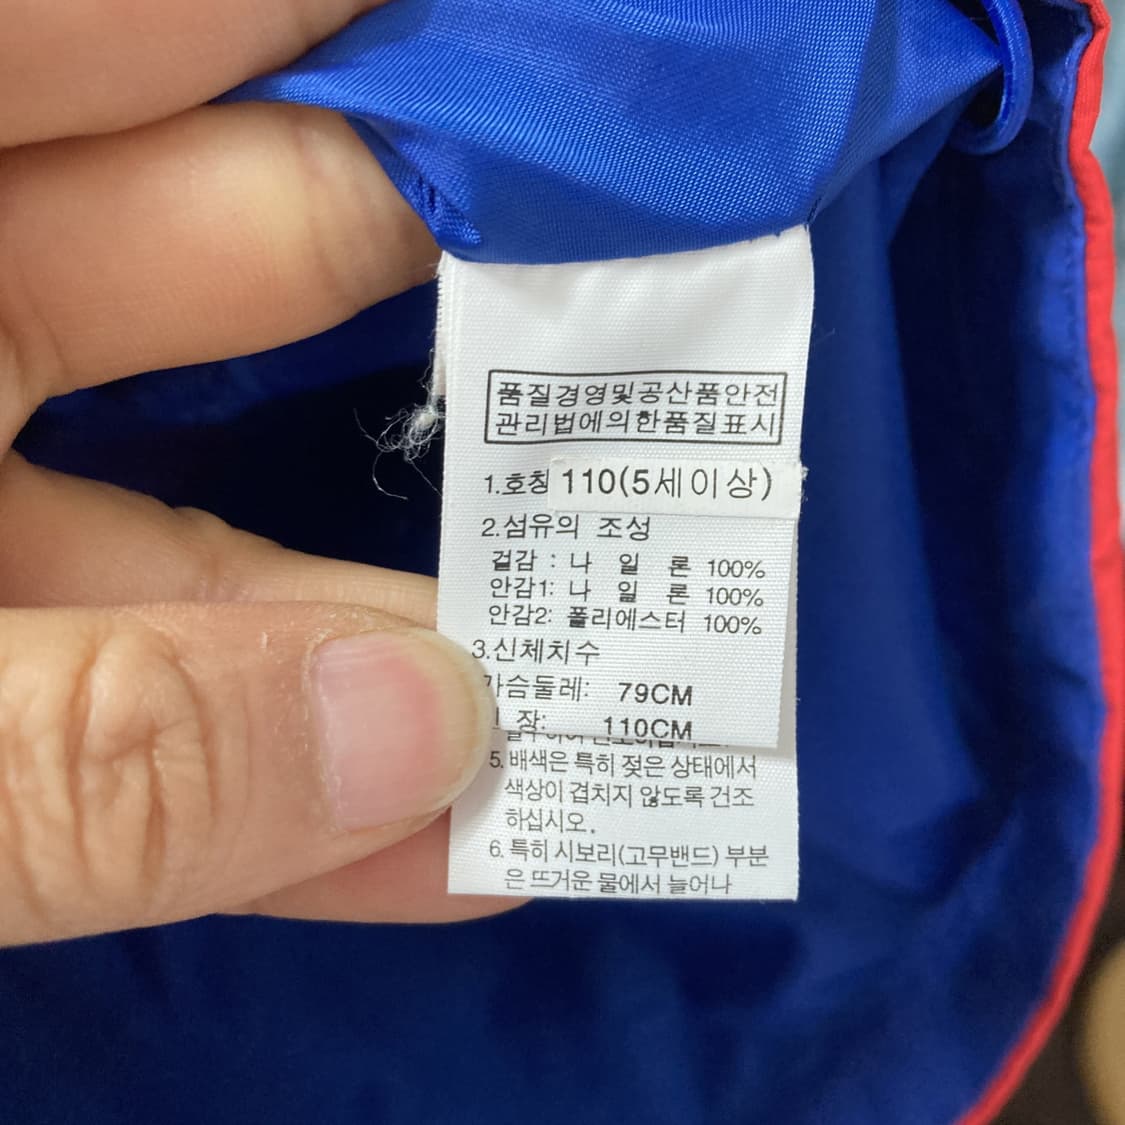 품질경영및공산품안전
관리법에의한품질표시
1.호칭 110(5세이상)
2.섬유의 조성
겉감 : 나 일 론 100%
안감1: 나 일 론 100%
안감2: 폴리에스터 100%
3.신체치수
가슴둘레: 79CM
장: 110CM
5. 배색은 특히 젖은 상태에서
색상이 겹치지 않도록 건조
하십시오.
6. 특히 시보리(고무밴드) 부분
은 뜨거운 물에서 늘어나